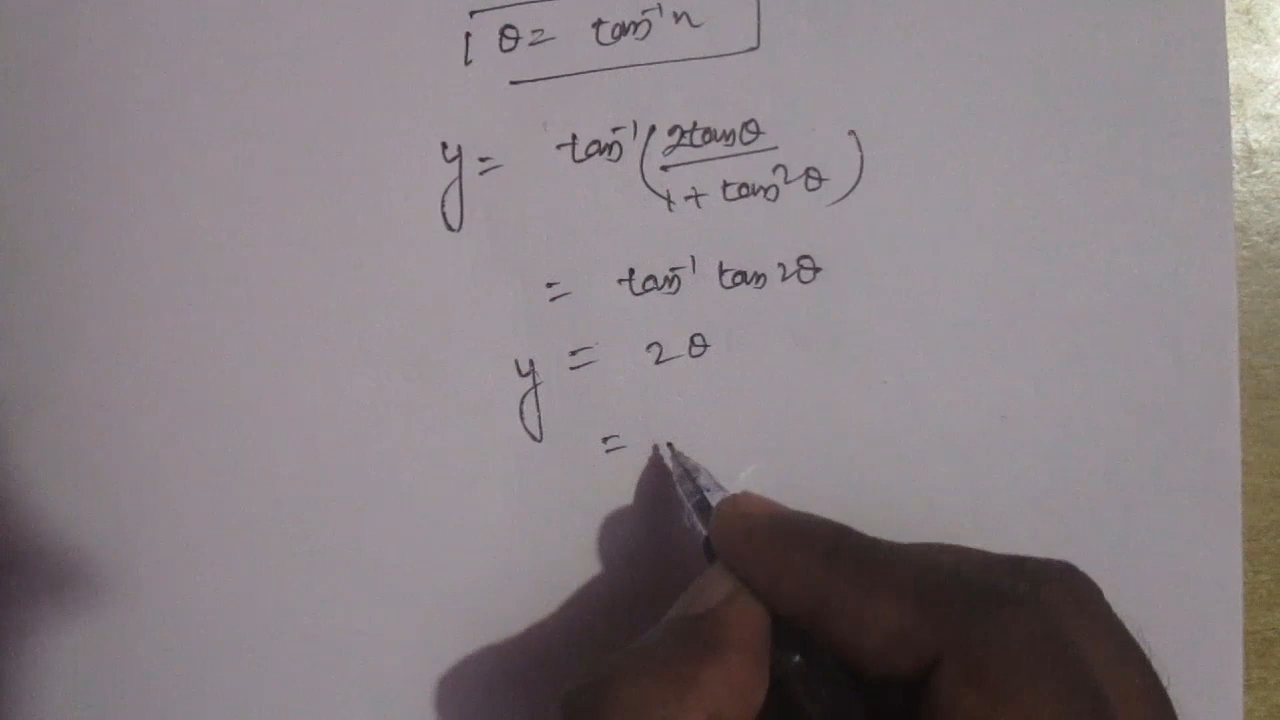 θ = tan⁻¹x
y = tan⁻¹(2tanθ / 1 + tan²θ)
= tan⁻¹ tan 2θ
y = 2θ
=